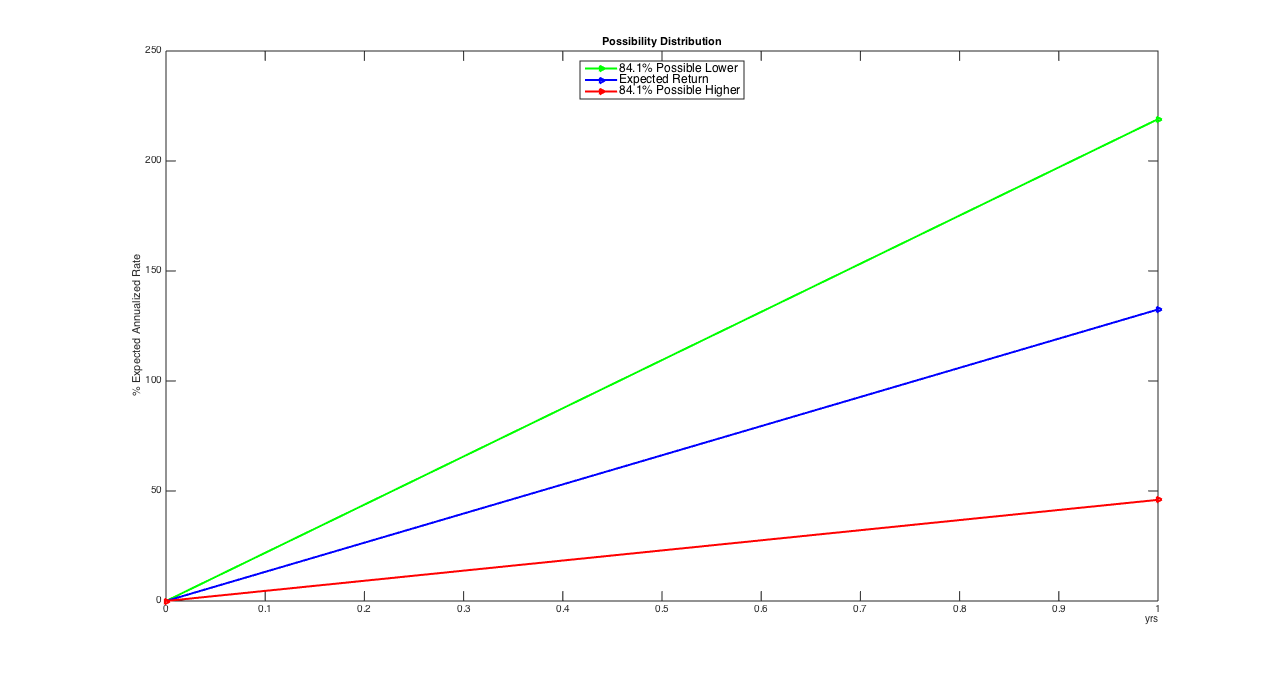 Possibility Distribution
84.1% Possible Lower
Expected Return
84.1% Possible Higher
% Expected Annualized Rate
250
200
150
100
50
0
0 0.1 0.2 0.3 0.4 0.5 0.6 0.7 0.8 0.9 1
yrs